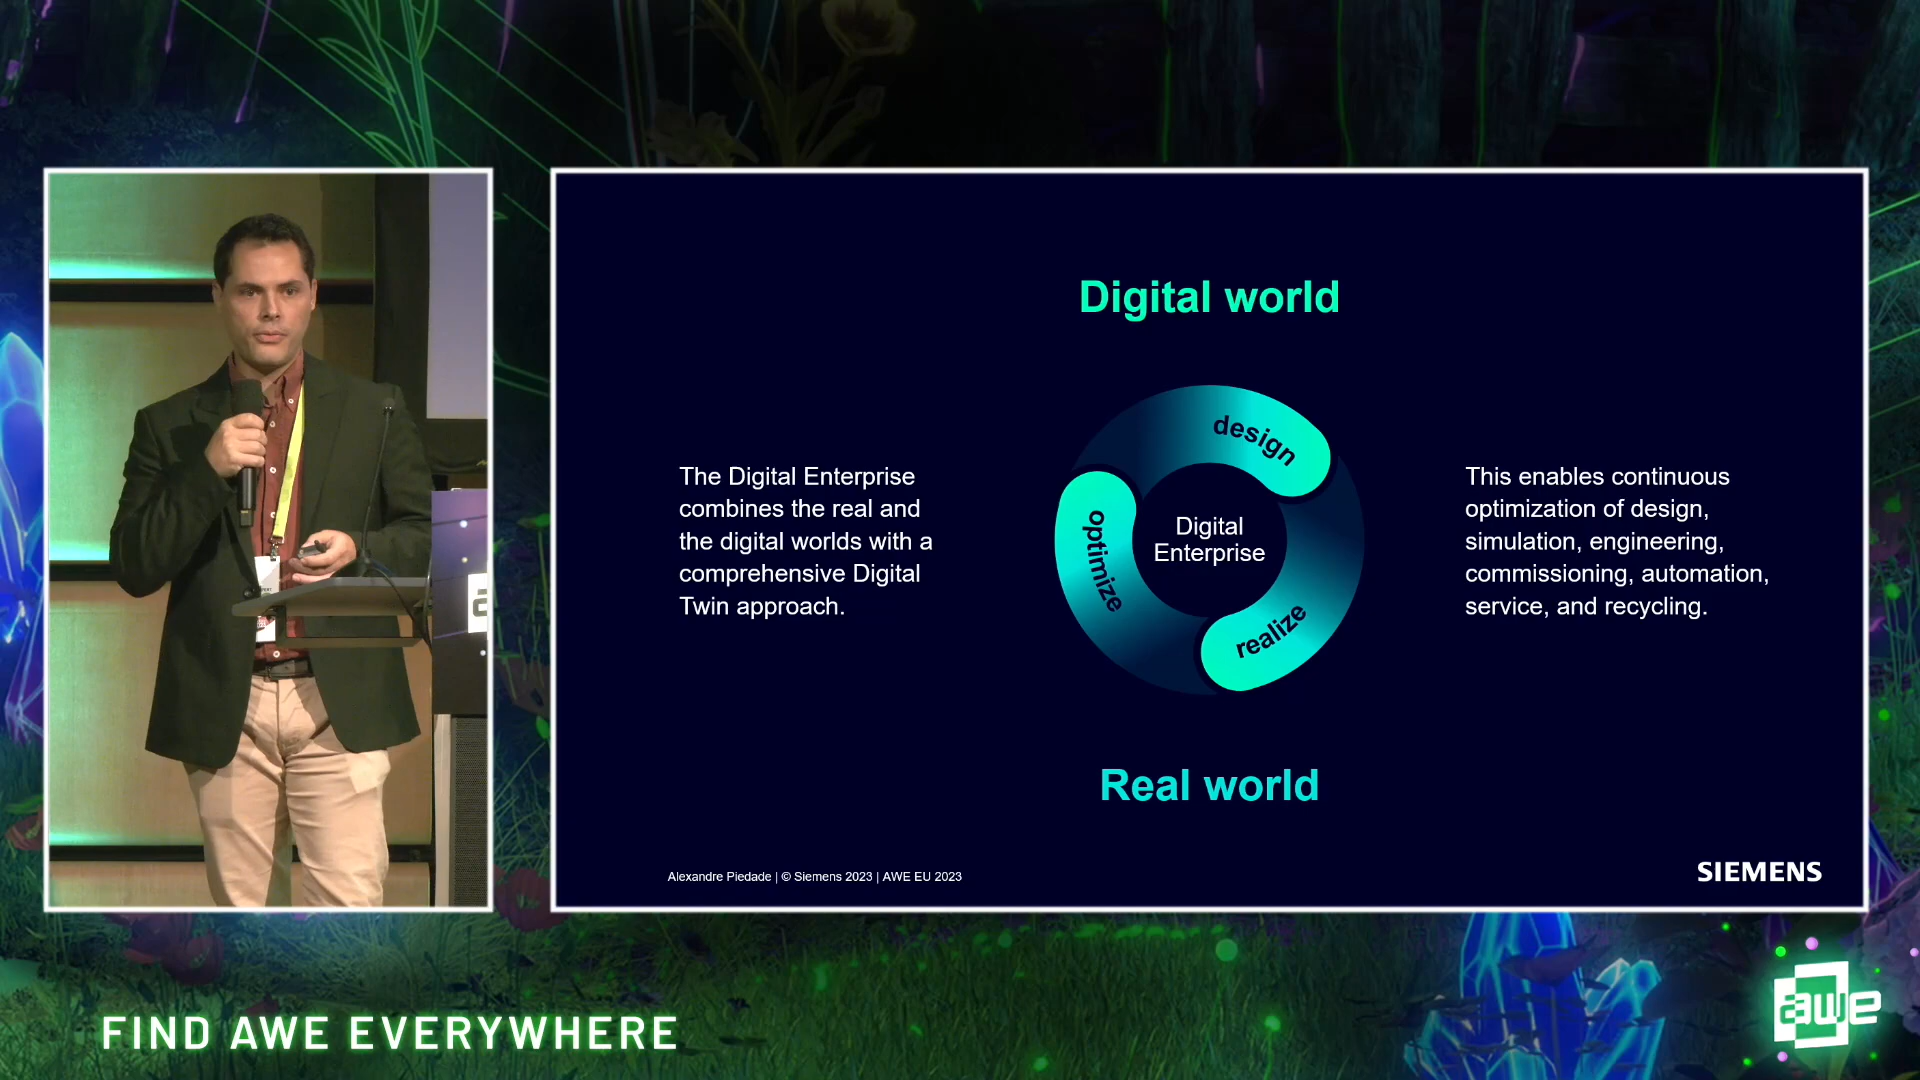 Digital world
The Digital Enterprise
combines the real and
the digital worlds with a
comprehensive Digital
Twin approach.
design
optimize
realize
Digital
Enterprise
This enables continuous
optimization of design,
simulation, engineering,
commissioning, automation,
service, and recycling.
Real world
Alexandre Piedade | © Siemens 2023 | AWE EU 2023
SIEMENS
FIND AWE EVERYWHERE
awe